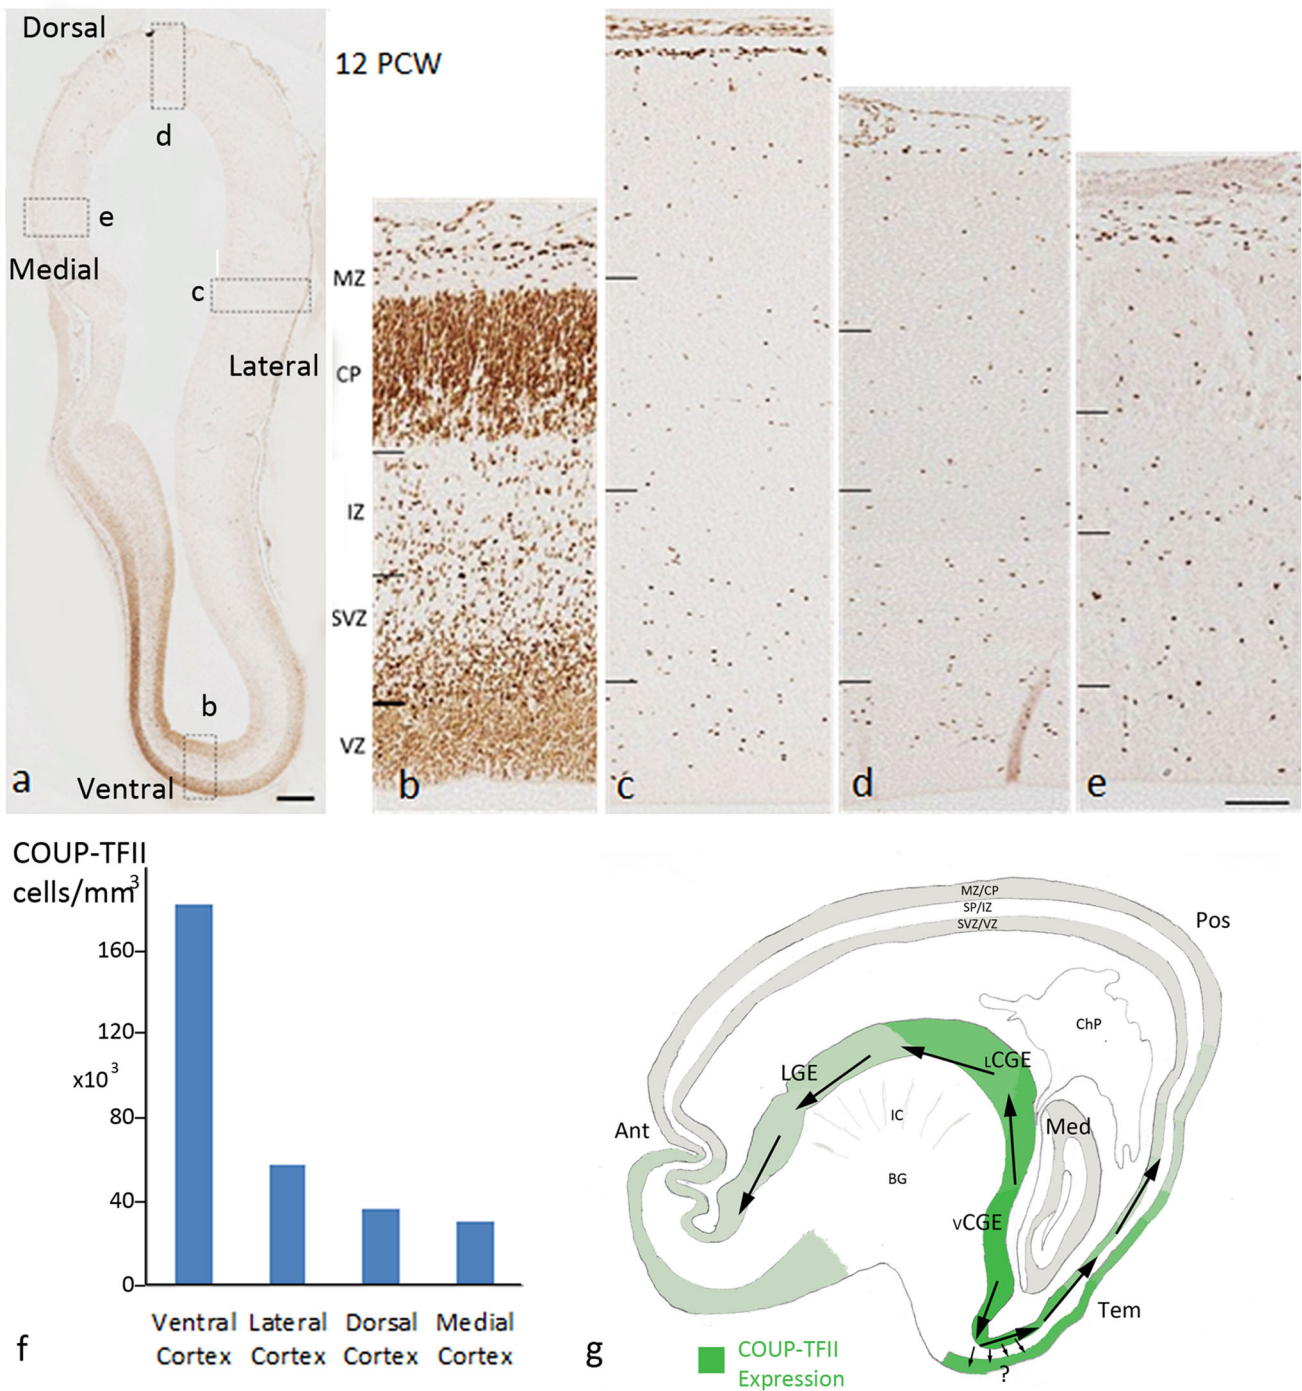 Dorsal
12 PCW
d
e
Medial
c
Lateral
b
Ventral
a
MZ
CP
IZ
SVZ
VZ
b
c
d
e
COUP-TFII
cells/mm³
160
120
x10³
80
40
0
Ventral Cortex
Lateral Cortex
Dorsal Cortex
Medial Cortex
f
MZ/CP
SP/IZ
SVZ/VZ
Pos
ChP
LCGE
LGE
IC
Med
Ant
BG
VCGE
Tem
?
g
COUP-TFII
Expression